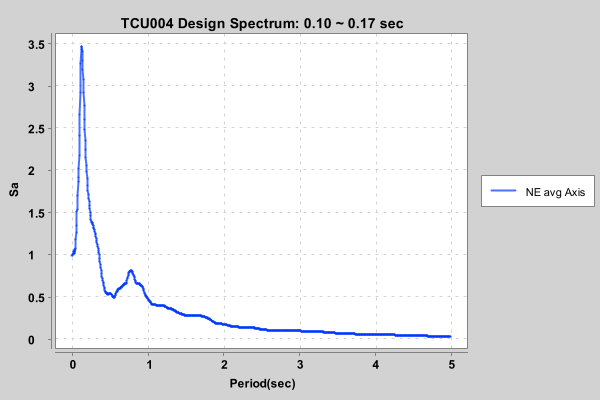 TCU004 Design Spectrum: 0.10 ~ 0.17 sec
3.5
3
2.5
2
1.5
1
0.5
0
Sa
0 1 2 3 4 5
Period(sec)
NE avg Axis